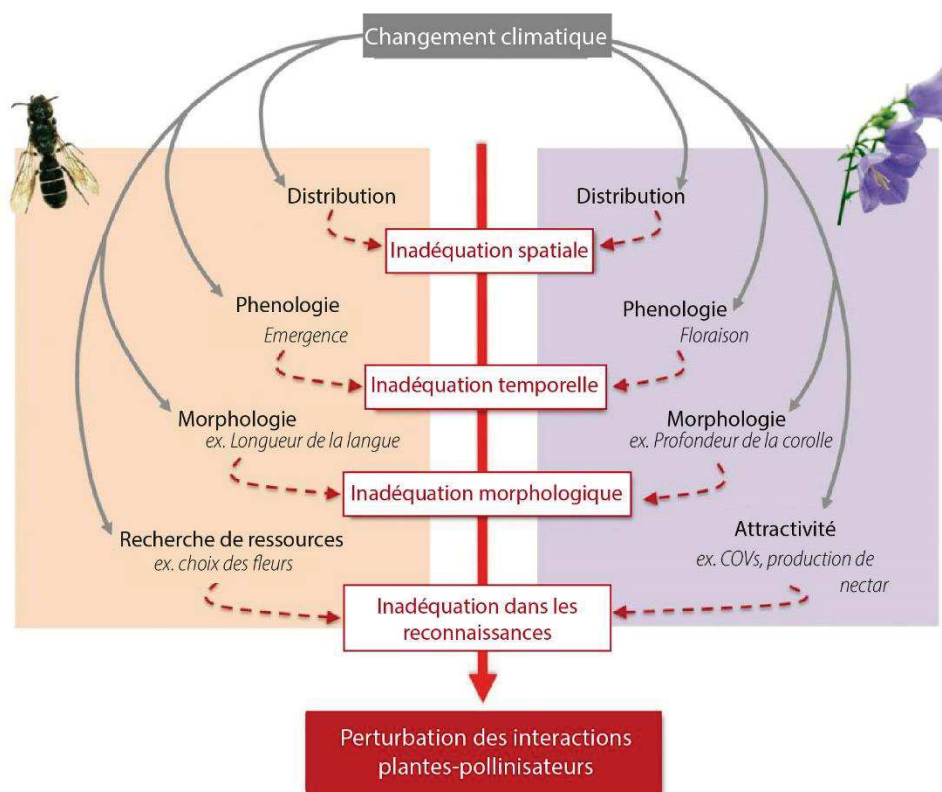 Changement climatique
Distribution
Distribution
Inadéquation spatiale
Phenologie
Emergence
Phenologie
Floraison
Inadéquation temporelle
Morphologie
ex. Longueur de la langue
Morphologie
ex. Profondeur de la corolle
Inadéquation morphologique
Recherche de ressources
ex. choix des fleurs
Attractivité
ex. COVs, production de
nectar
Inadéquation dans les
reconnaissances
Perturbation des interactions
plantes-pollinisateurs